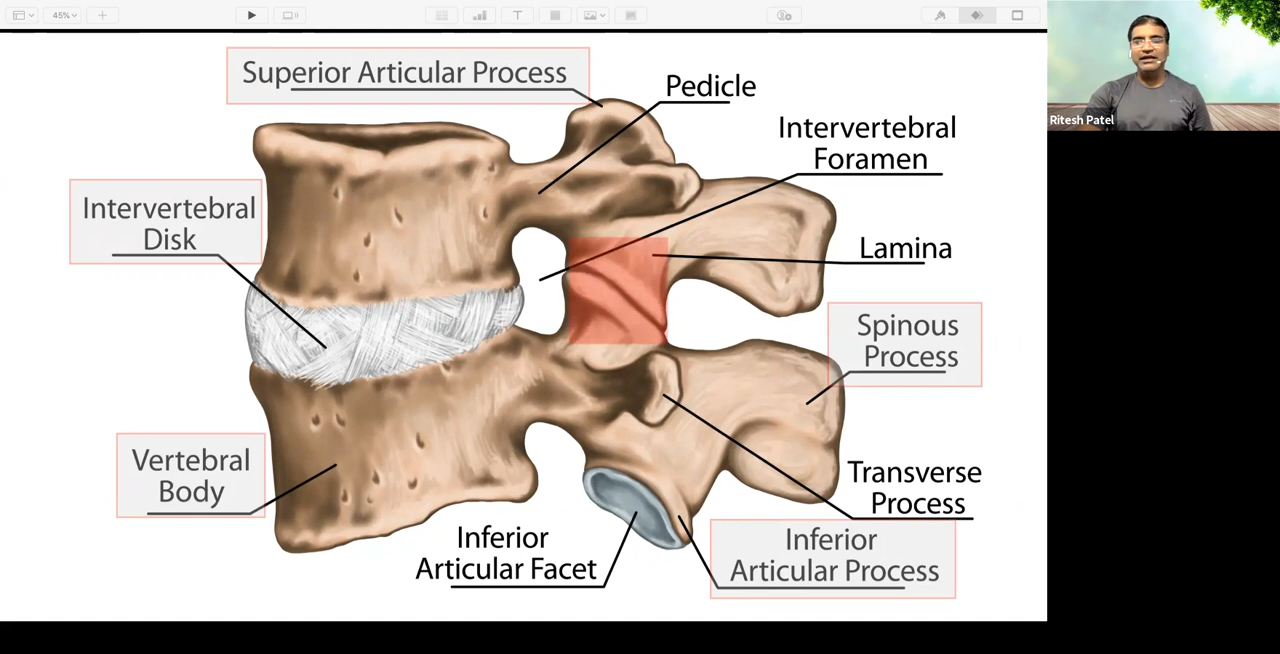 45%
Ritesh Patel
Superior Articular Process
Pedicle
Intervertebral
Foramen
Intervertebral
Disk
Lamina
Spinous
Process
Vertebral
Body
Transverse
Process
Inferior
Articular Facet
Inferior
Articular Process